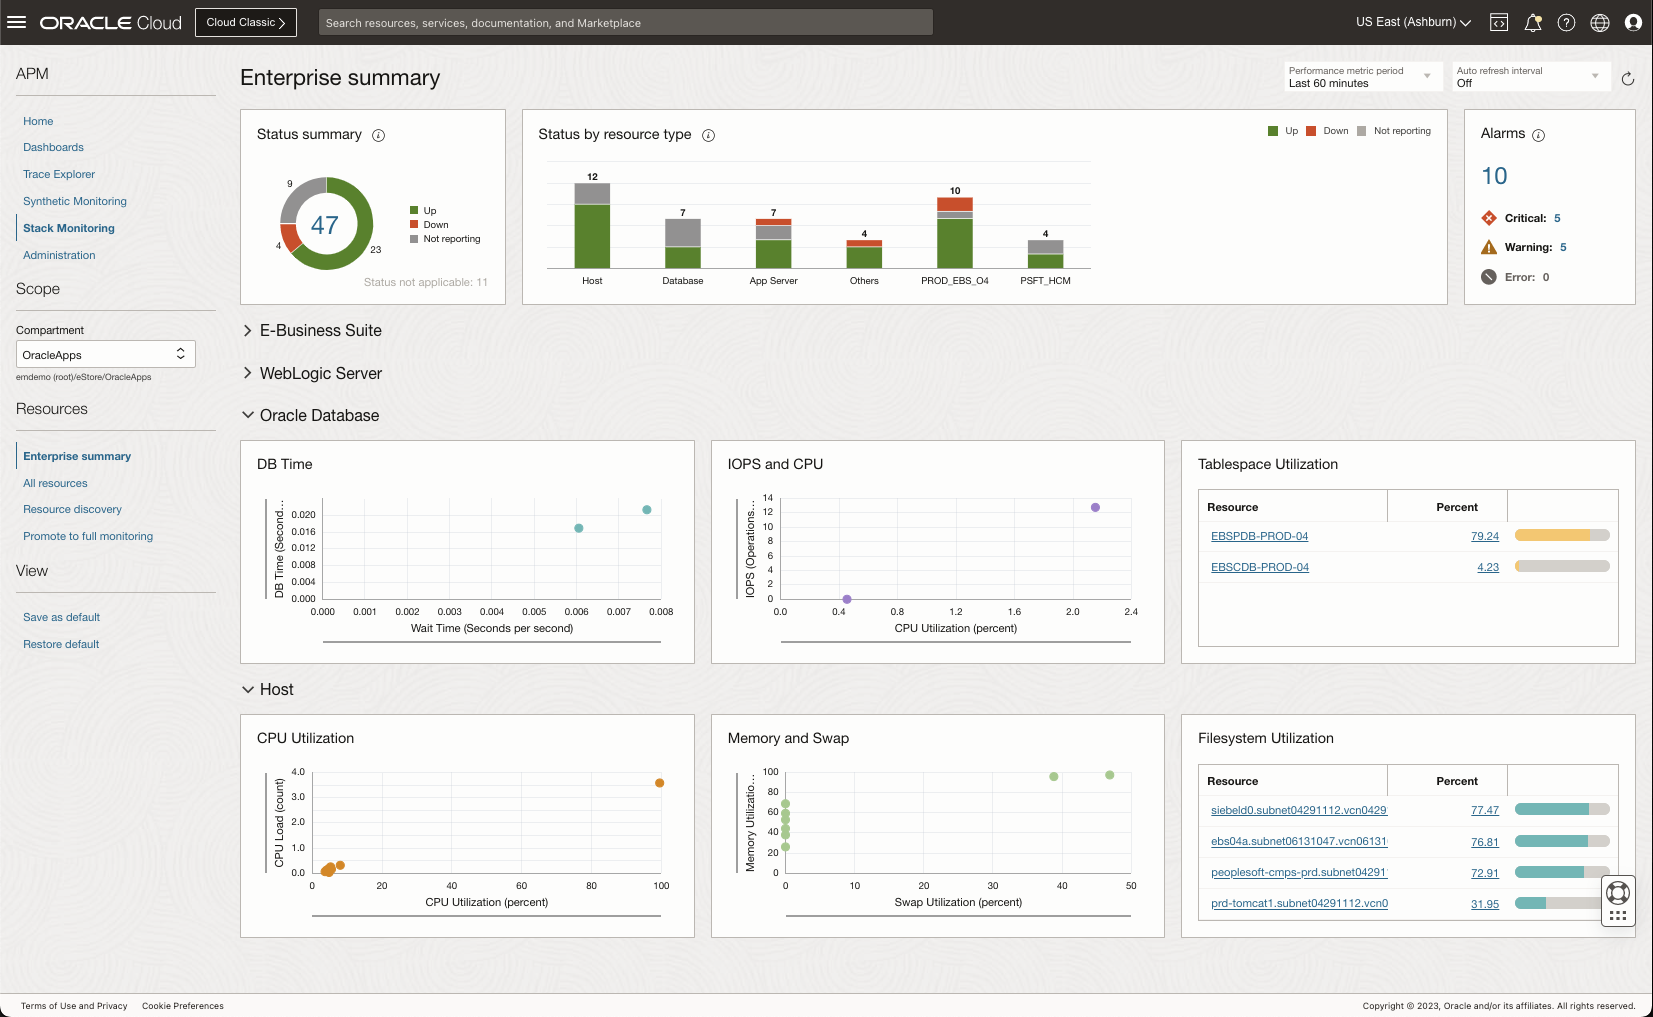 ORACLE Cloud
Cloud Classic
Search resources, services, documentation, and Marketplace
US East (Ashburn)
APM
Home
Dashboards
Trace Explorer
Synthetic Monitoring
Stack Monitoring
Administration
Scope
Compartment
OracleApps
emdemo (root)/eStore/OracleApps
Resources
Enterprise summary
All resources
Resource discovery
Promote to full monitoring
View
Save as default
Restore default
Enterprise summary
Performance metric period
Last 60 minutes
Auto refresh interval
Off
Status summary
9
47
4
23
Up
Down
Not reporting
Status not applicable: 11
Status by resource type
Up Down Not reporting
12
7
7
4
10
4
Host Database App Server Others PROD_EBS_O4 PSFT_HCM
Alarms
10
Critical: 5
Warning: 5
Error: 0
E-Business Suite
WebLogic Server
Oracle Database
DB Time
DB Time (Second...
0.020
0.016
0.012
0.008
0.004
0.000
0.000 0.001 0.002 0.003 0.004 0.005 0.006 0.007 0.008
Wait Time (Seconds per second)
IOPS and CPU
IOPS (Operations...
14
12
10
8
6
4
2
0
0.0 0.4 0.8 1.2 1.6 2.0 2.4
CPU Utilization (percent)
Tablespace Utilization
Resource Percent
EBSPDB-PROD-04 79.24
EBSCDB-PROD-04 4.23
Host
CPU Utilization
CPU Load (count)
4.0
3.0
2.0
1.0
0.0
0 20 40 60 80 100
CPU Utilization (percent)
Memory and Swap
Memory Utilizatio...
100
80
60
40
20
0
0 10 20 30 40 50
Swap Utilization (percent)
Filesystem Utilization
Resource Percent
siebeld0.subnet04291112.vcn0429 77.47
ebs04a.subnet06131047.vcn06131 76.81
peoplesoft-cmps-prd.subnet04291 72.91
prd-tomcat1.subnet04291112.vcn0 31.95
Terms of Use and Privacy Cookie Preferences
Copyright © 2023, Oracle and/or its affiliates. All rights reserved.